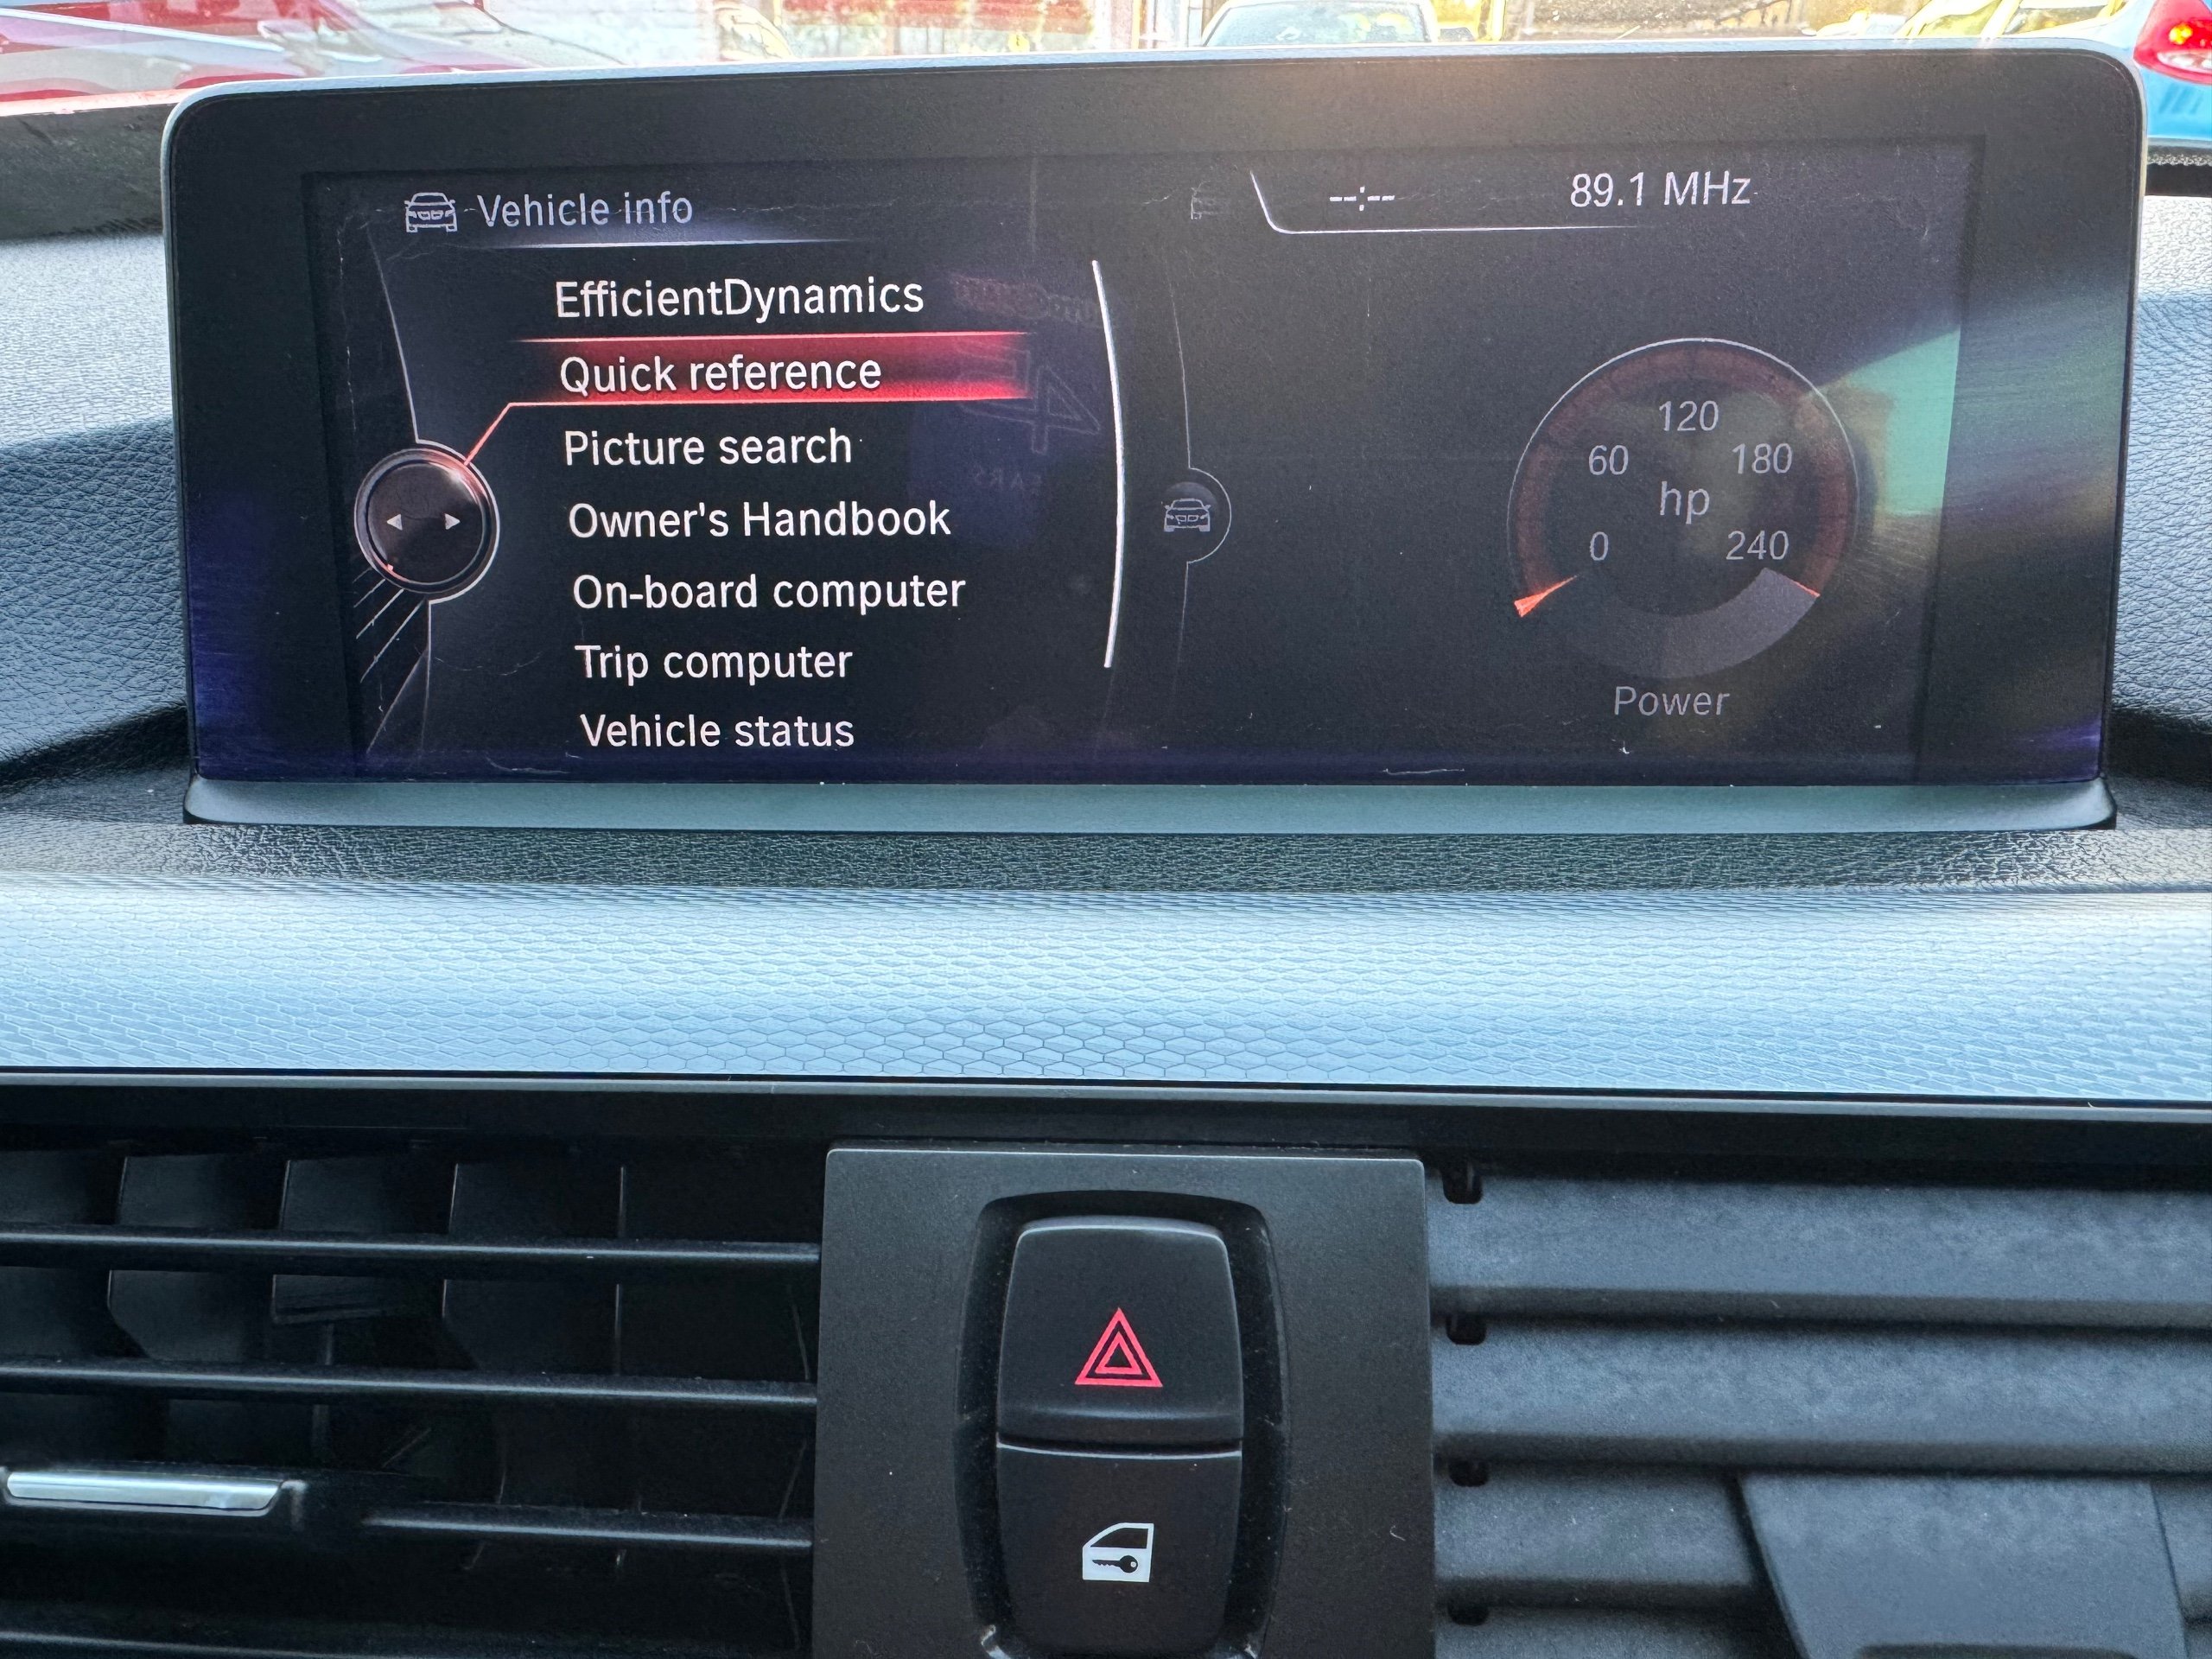 Vehicle info
--:--
89.1 MHz
EfficientDynamics
Quick reference
Picture search
Owner's Handbook
On-board computer
Trip computer
Vehicle status
120
60
180
hp
0
240
Power